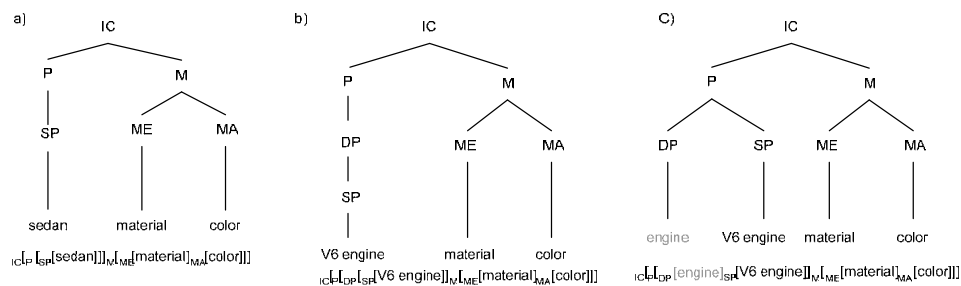 a)
IC
P M
SP ME MA
sedan material color
IC[P [SP[sedan]]]M[ME[material]MA[color]]]
b)
IC
P M
DP ME MA
SP
V6 engine material color
IC[P[DP[SP[V6 engine]]M[ME[material]MA[color]]]
C)
IC
P M
DP SP ME MA
engine V6 engine material color
IC[P[DP[engine]SP[V6 engine]]M[ME[material]MA[color]]]